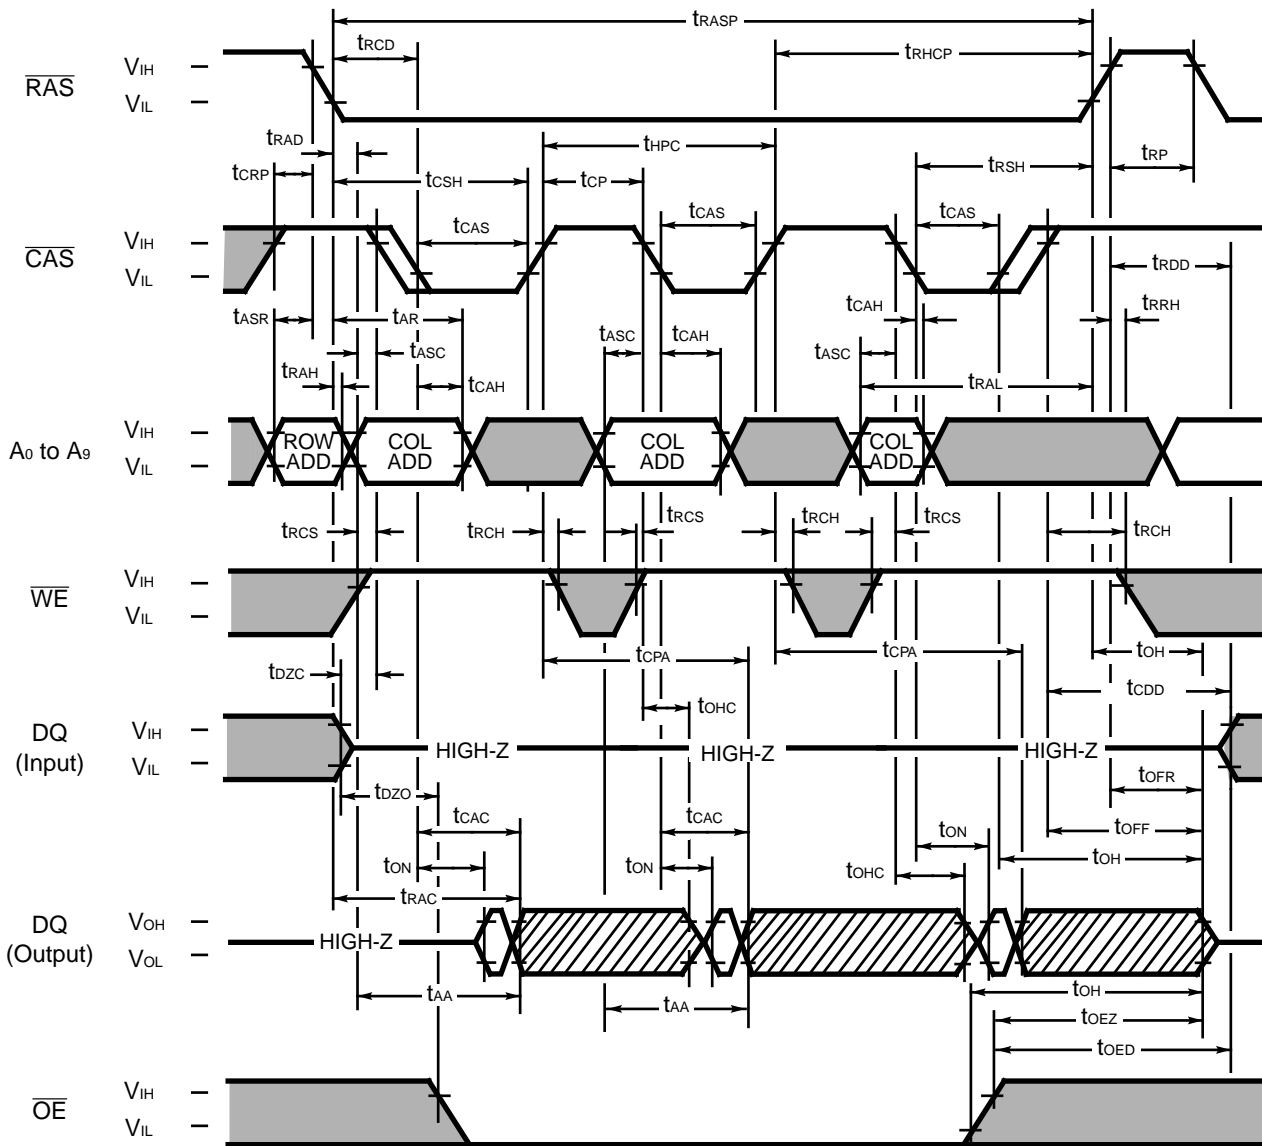 tRASP
tRCD
tRHCP
RAS
VIH
VIL
tRAD
tHPC
tRP
tCRP
tCSH
tCP
tRSH
CAS
VIH
VIL
tCAS
tCAS
tCAS
tRDD
tASR
tAR
tCAH
tRRH
tASC
tASC
tCAH
tASC
tRAH
tCAH
tRAL
A0 to A9
VIH
VIL
ROW ADD
COL ADD
COL ADD
COL ADD
tRCS
tRCH
tRCS
tRCH
tRCS
tRCH
WE
VIH
VIL
tCPA
tCPA
tOH
tDZC
tCDD
tOHC
DQ
(Input)
VIH
VIL
HIGH-Z
HIGH-Z
HIGH-Z
tOFR
tDZO
tCAC
tCAC
tOFF
tON
tON
tON
tOH
tOHC
tRAC
DQ
(Output)
VOH
VOL
HIGH-Z
tAA
tAA
tOH
tOEZ
tOED
OE
VIH
VIL